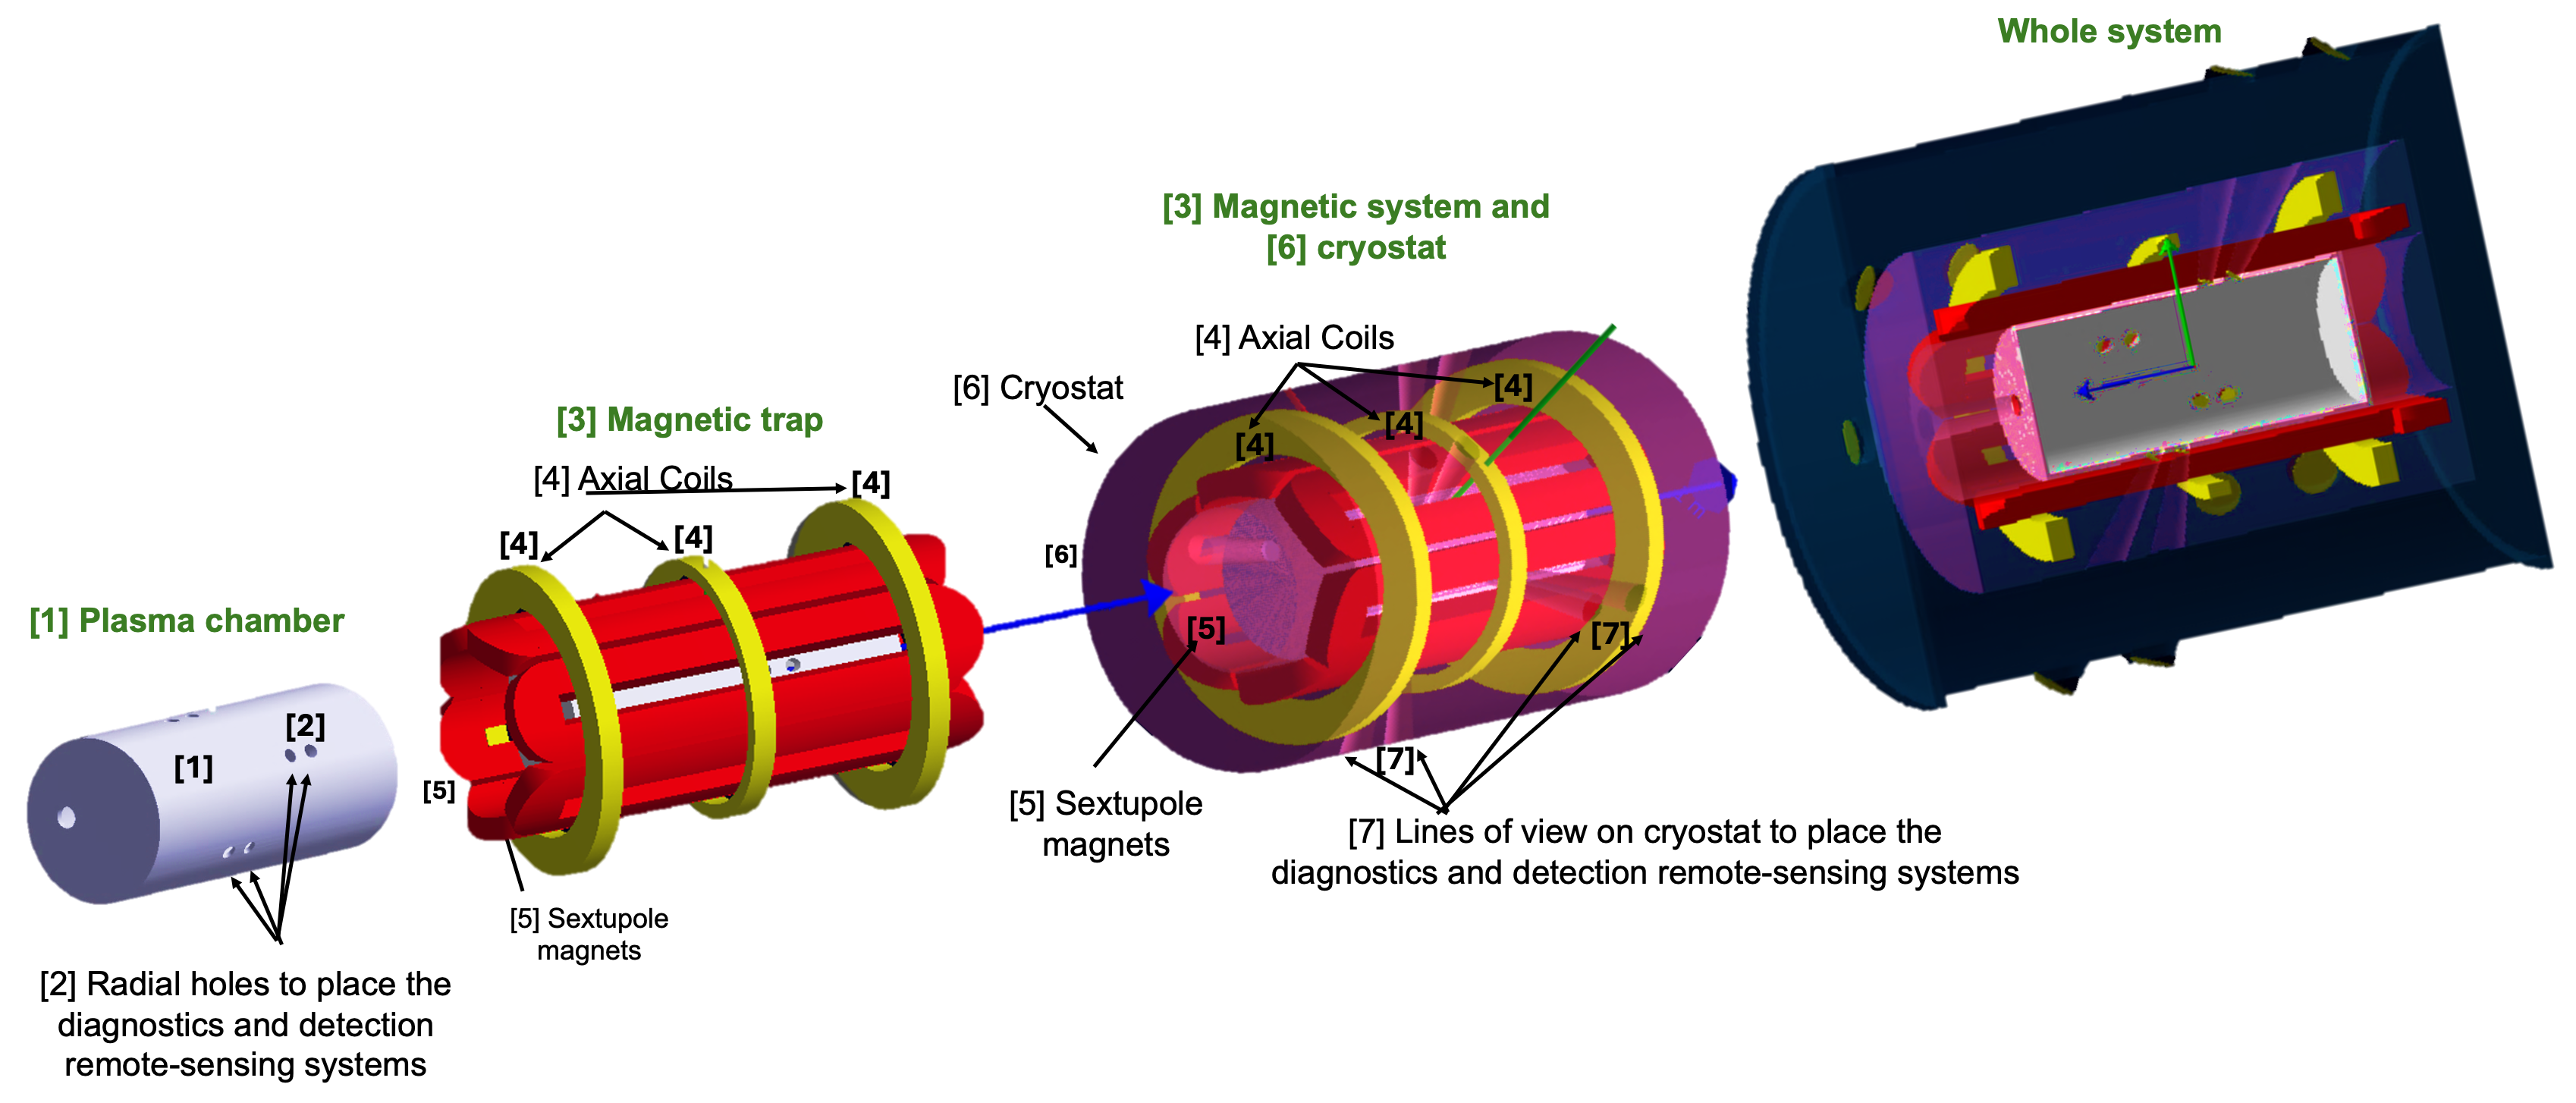 Whole system
[3] Magnetic system and
[6] cryostat
[4] Axial Coils
[6] Cryostat
[4]
[4]
[4]
[6]
[5]
[7]
[7]
[5] Sextupole
magnets
[7] Lines of view on cryostat to place the
diagnostics and detection remote-sensing systems
[3] Magnetic trap
[4] Axial Coils
[4]
[4]
[4]
[5]
[5] Sextupole
magnets
[1] Plasma chamber
[2]
[1]
[2] Radial holes to place the
diagnostics and detection
remote-sensing systems